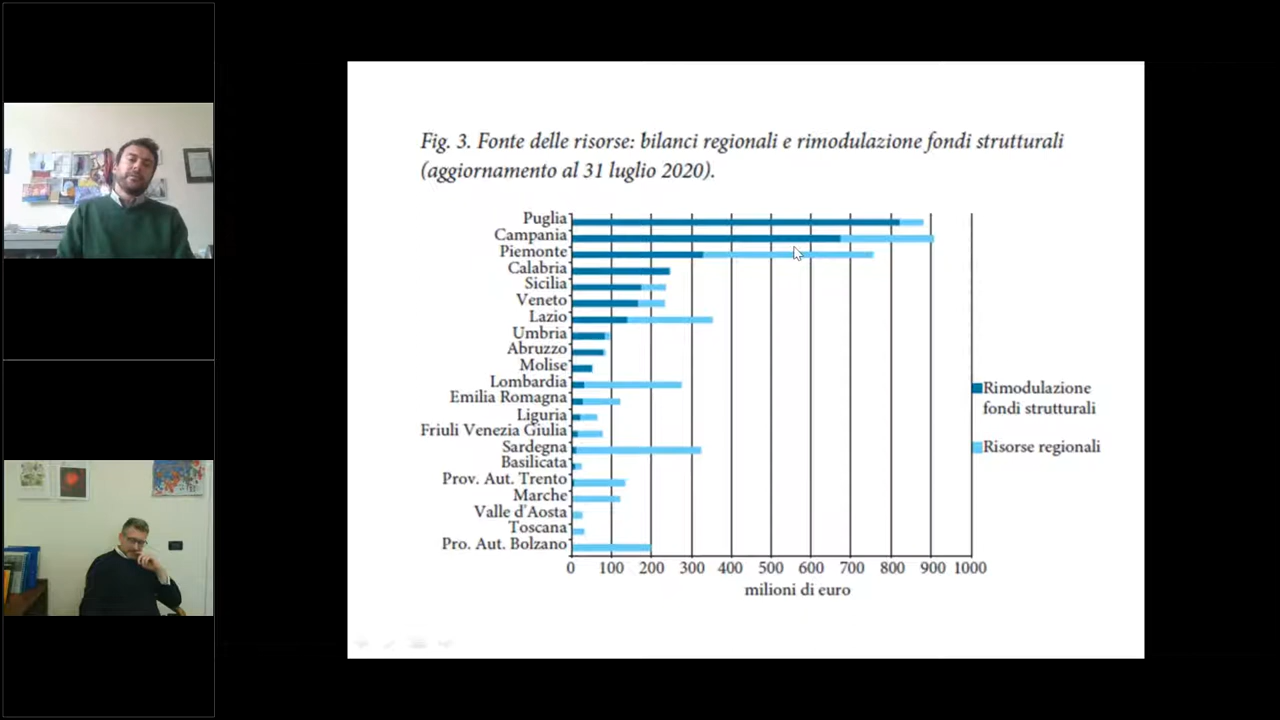 Fig. 3. Fonte delle risorse: bilanci regionali e rimodulazione fondi strutturali
(aggiornamento al 31 luglio 2020).
Puglia
Campania
Piemonte
Calabria
Sicilia
Veneto
Lazio
Umbria
Abruzzo
Molise
Lombardia
Emilia Romagna
Liguria
Friuli Venezia Giulia
Sardegna
Basilicata
Prov. Aut. Trento
Marche
Valle d'Aosta
Toscana
Pro. Aut. Bolzano
0 100 200 300 400 500 600 700 800 900 1000
milioni di euro
Rimodulazione
fondi strutturali
Risorse regionali